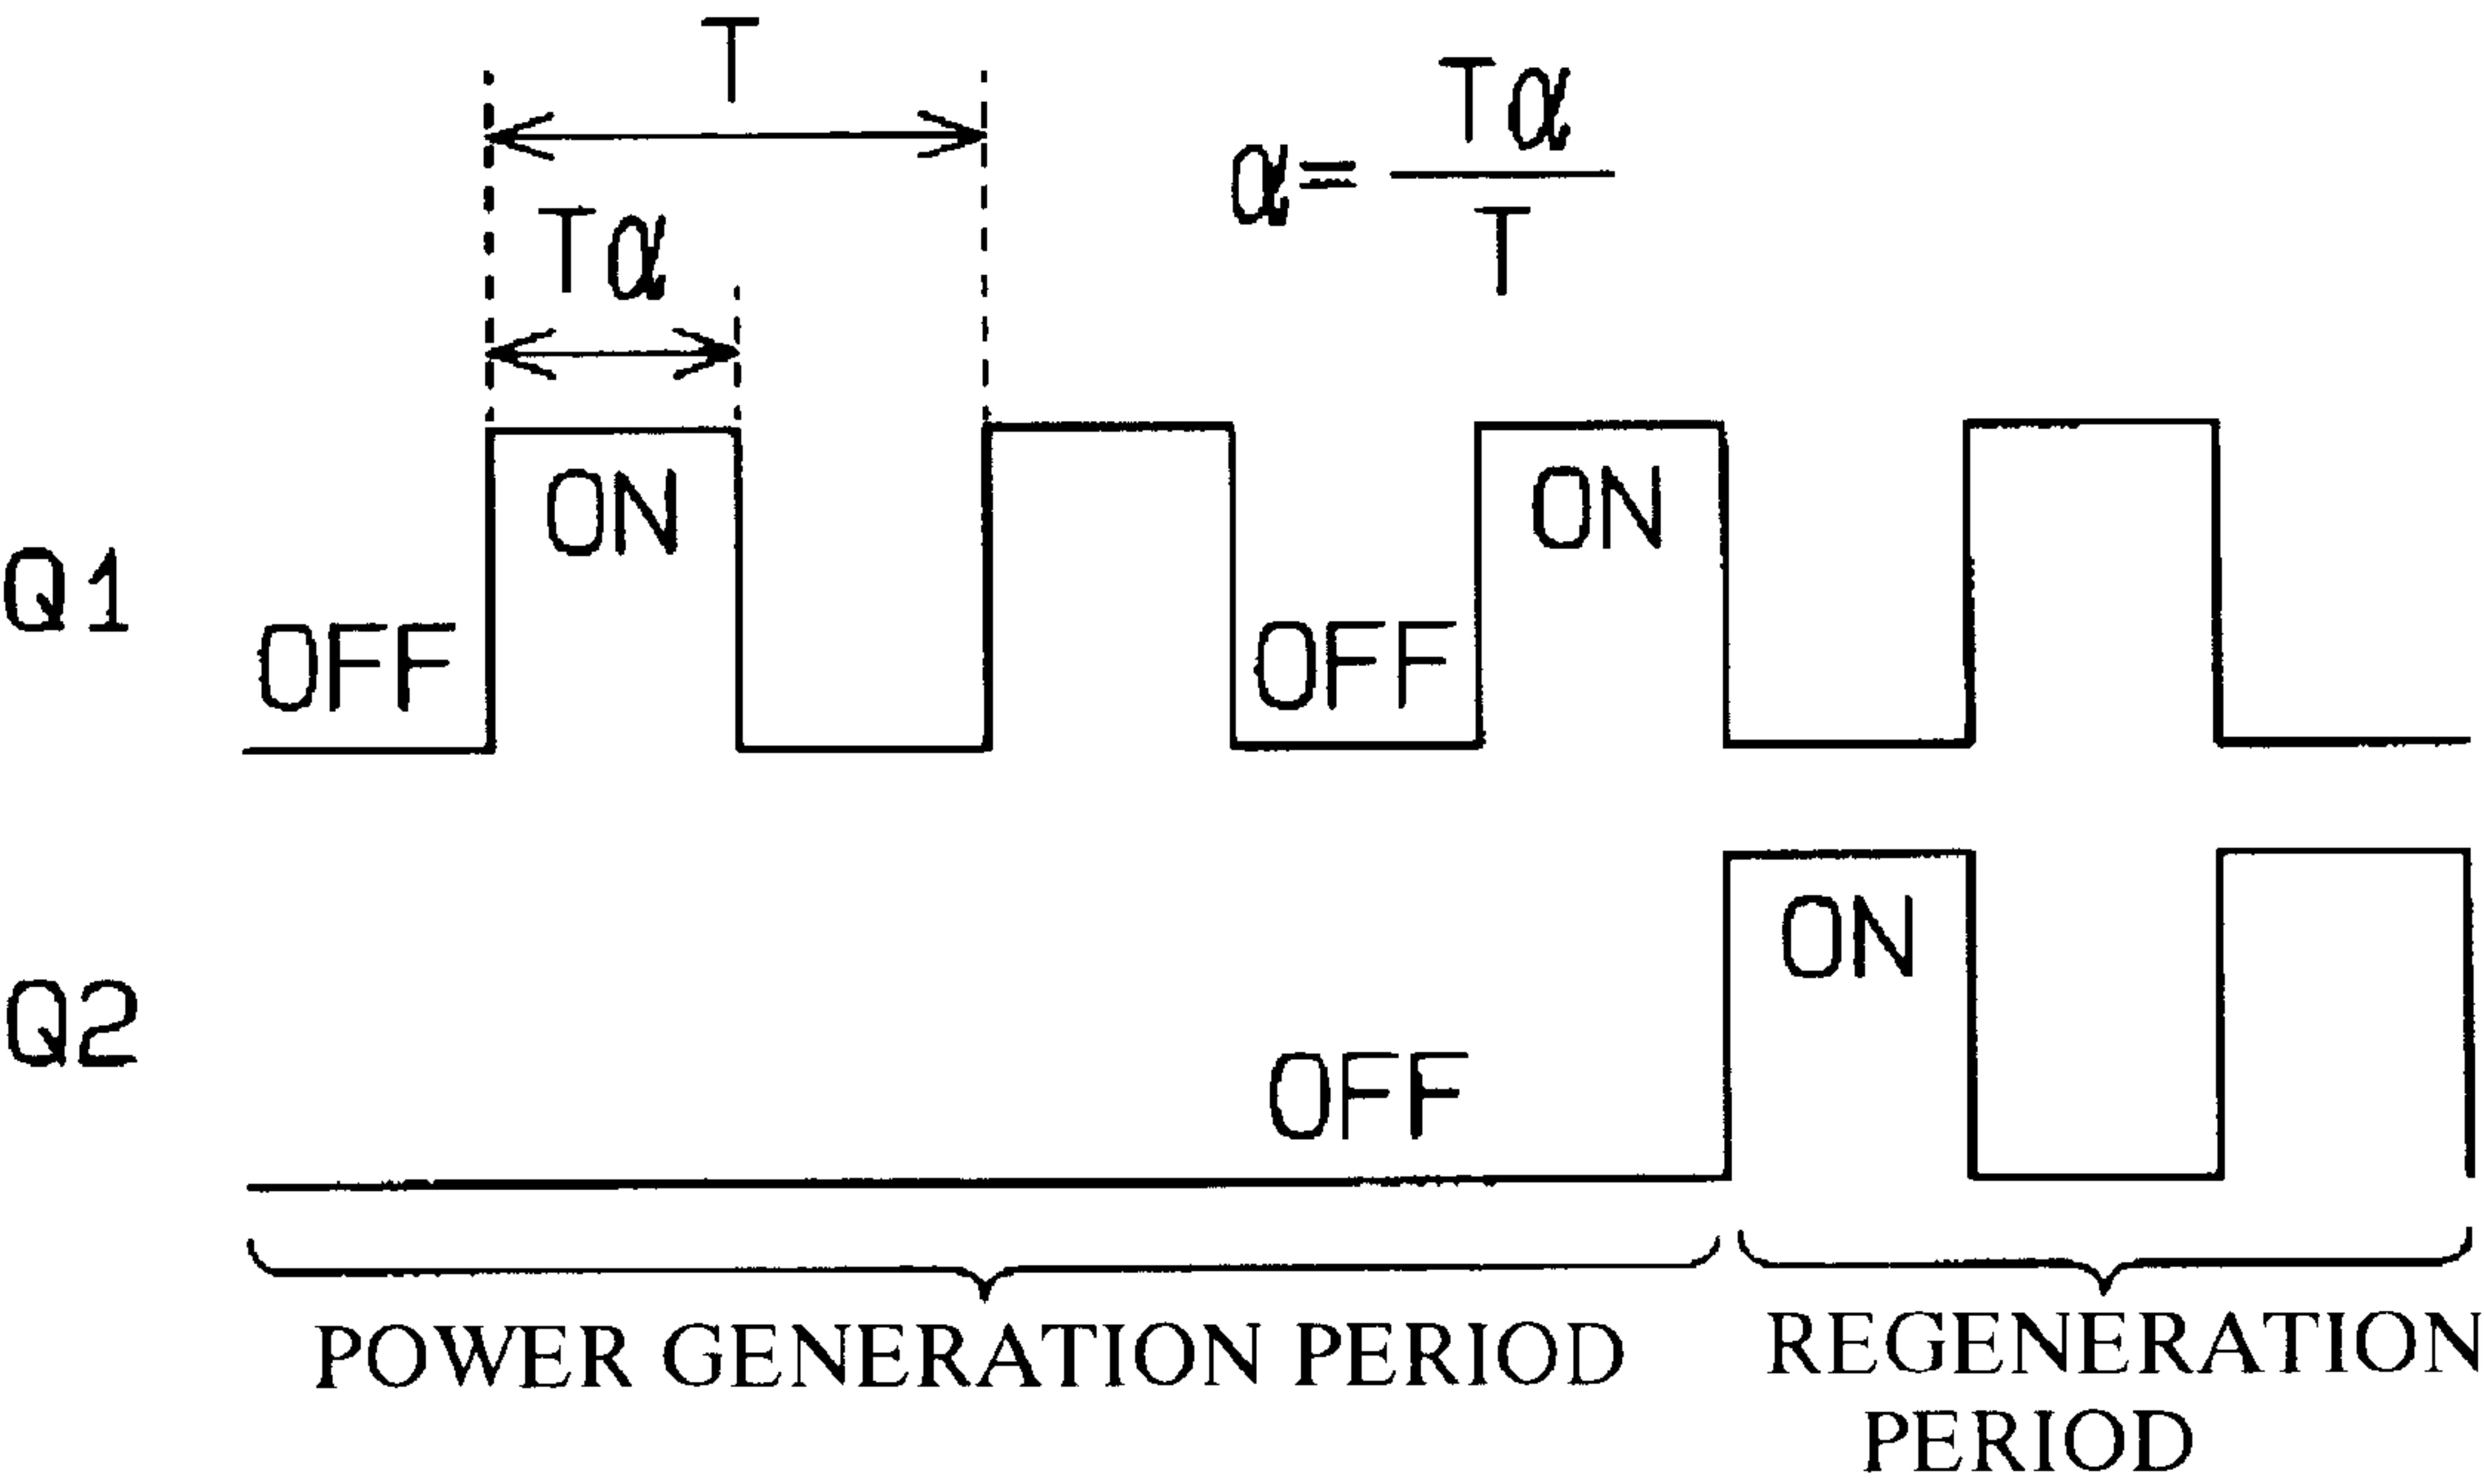 T
Tα
α=
Tα
T
ON
ON
Q1
OFF
OFF
ON
Q2
OFF
POWER GENERATION PERIOD
REGENERATION
PERIOD